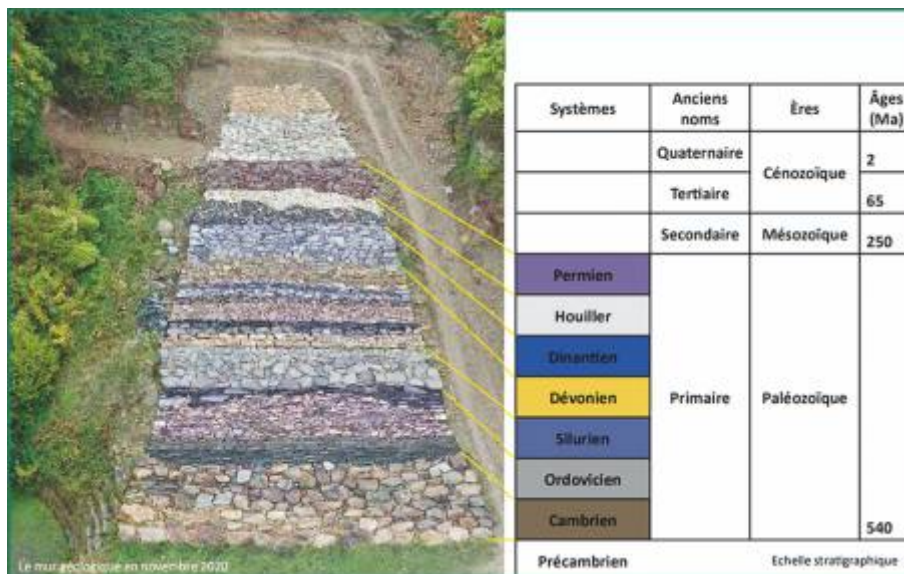 Systèmes
Anciens
noms
Ères
Âges
(Ma)
Quaternaire
Cénozoïque
2
Tertiaire
65
Secondaire
Mésozoïque
250
Permien
Houiller
Dinantien
Dévonien
Primaire
Paléozoïque
Silurien
Ordovicien
Cambrien
540
Précambrien
Echelle stratigraphique
Le mur géologique en novembre 2020